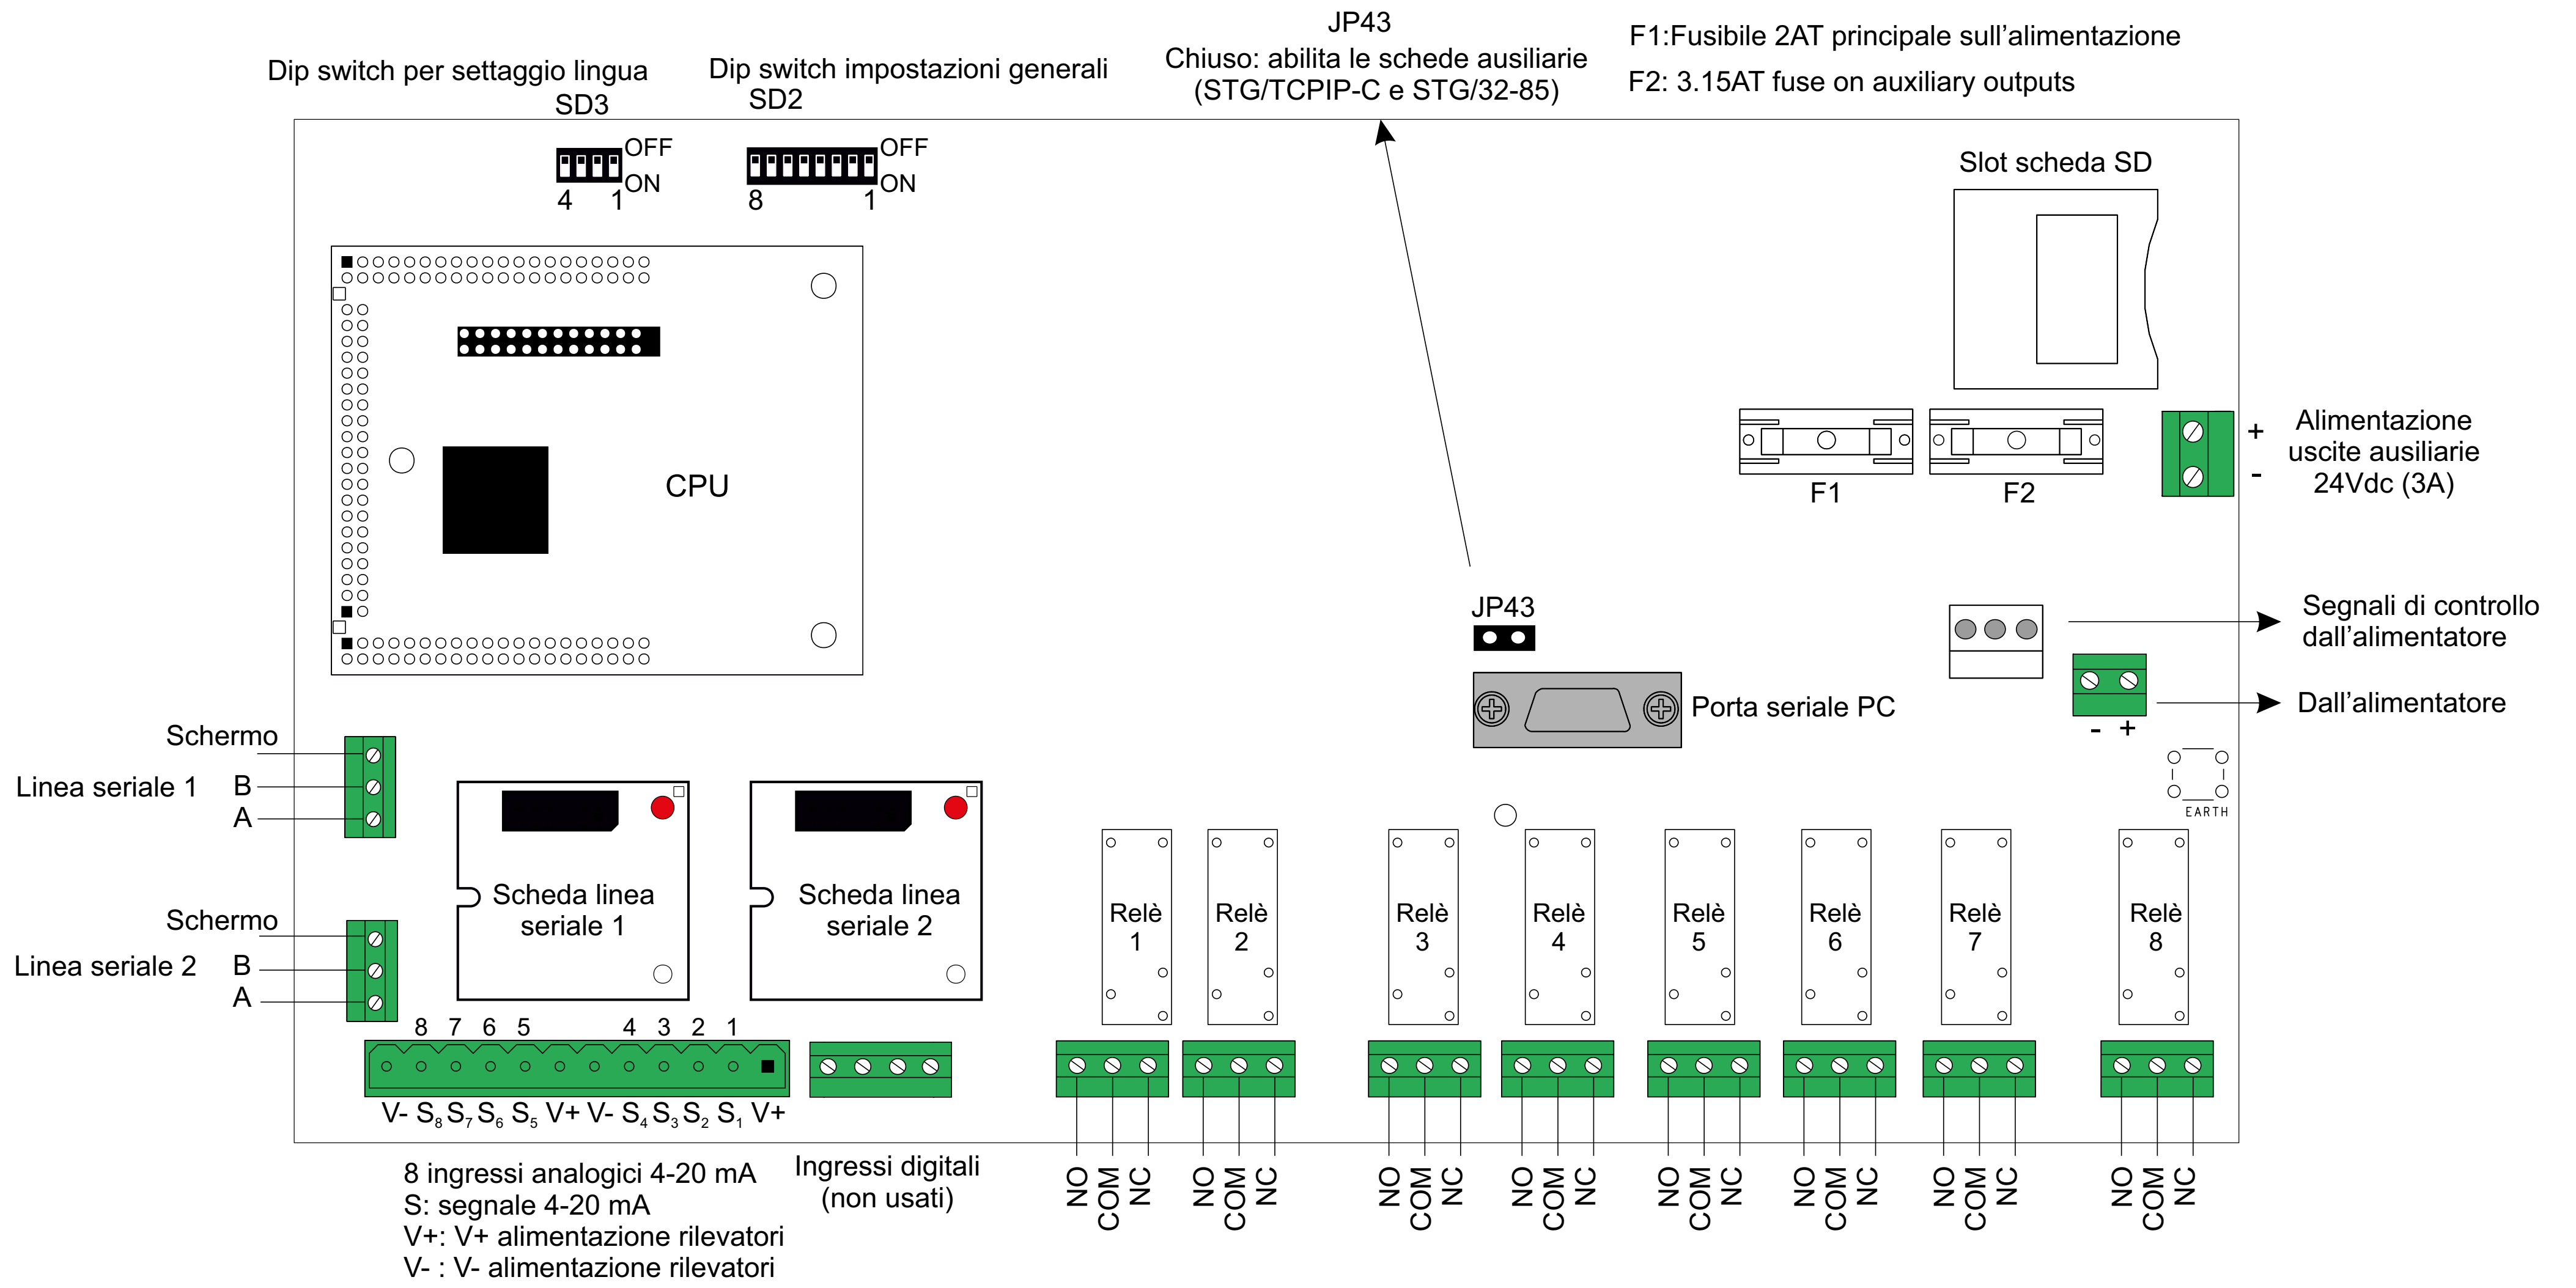 JP43
Chiuso: abilita le schede ausiliarie
(STG/TCPIP-C e STG/32-85)
F1:Fusibile 2AT principale sull'alimentazione
F2: 3.15AT fuse on auxiliary outputs
Dip switch per settaggio lingua
SD3
Dip switch impostazioni generali
SD2
OFF
ON
4 1
OFF
ON
8 1
Slot scheda SD
CPU
F1
F2
+
-
Alimentazione
uscite ausiliarie
24Vdc (3A)
JP43
Segnali di controllo
dall'alimentatore
Porta seriale PC
Dall'alimentatore
- +
EARTH
Schermo
Linea seriale 1
B
A
Schermo
Linea seriale 2
B
A
Scheda linea
seriale 1
Scheda linea
seriale 2
Relè
1
Relè
2
Relè
3
Relè
4
Relè
5
Relè
6
Relè
7
Relè
8
8 7 6 5 4 3 2 1
V- S8 S7 S6 S5 V+ V- S4 S3 S2 S1 V+
8 ingressi analogici 4-20 mA
S: segnale 4-20 mA
V+: V+ alimentazione rilevatori
V- : V- alimentazione rilevatori
Ingressi digitali
(non usati)
NO COM NC
NO COM NC
NO COM NC
NO COM NC
NO COM NC
NO COM NC
NO COM NC
NO COM NC